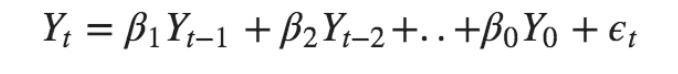 Yₜ = β₁Yₜ₋₁ + β₂Yₜ₋₂+..+β₀Y₀ + ϵₜ